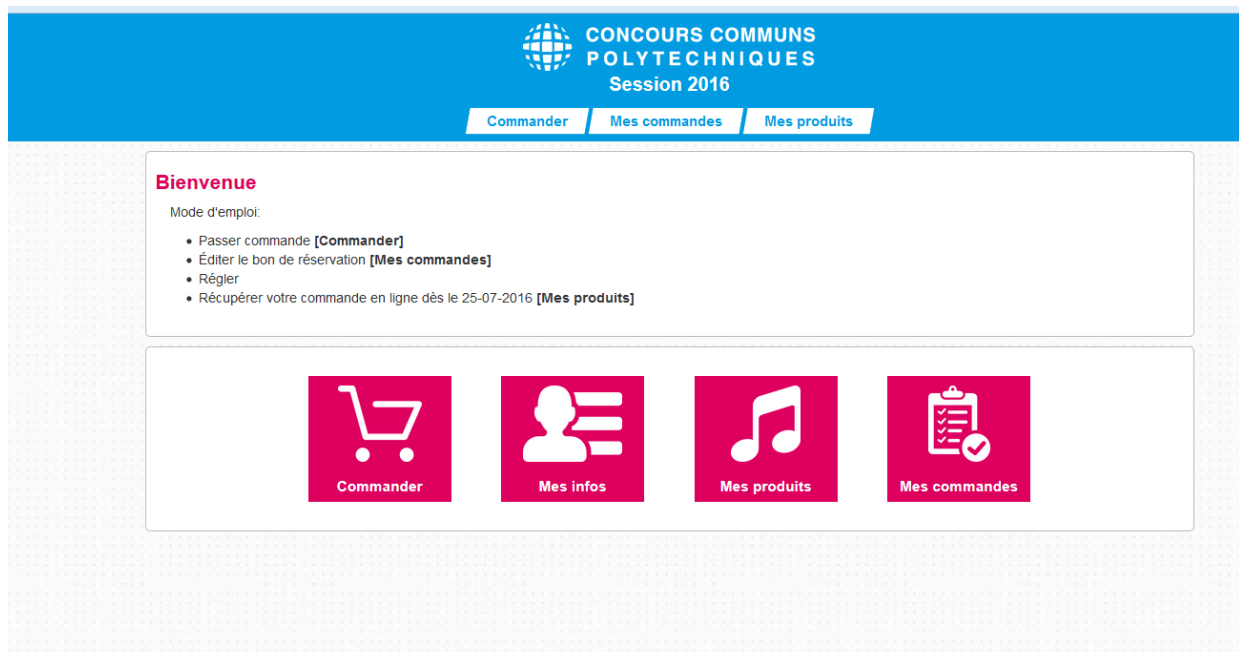 CONCOURS COMMUNS
POLYTECHNIQUES
Session 2016
Commander
Mes commandes
Mes produits
Bienvenue
Mode d'emploi:
Passer commande [Commander]
Éditer le bon de réservation [Mes commandes]
Régler
Récupérer votre commande en ligne dès le 25-07-2016 [Mes produits]
Commander
Mes infos
Mes produits
Mes commandes